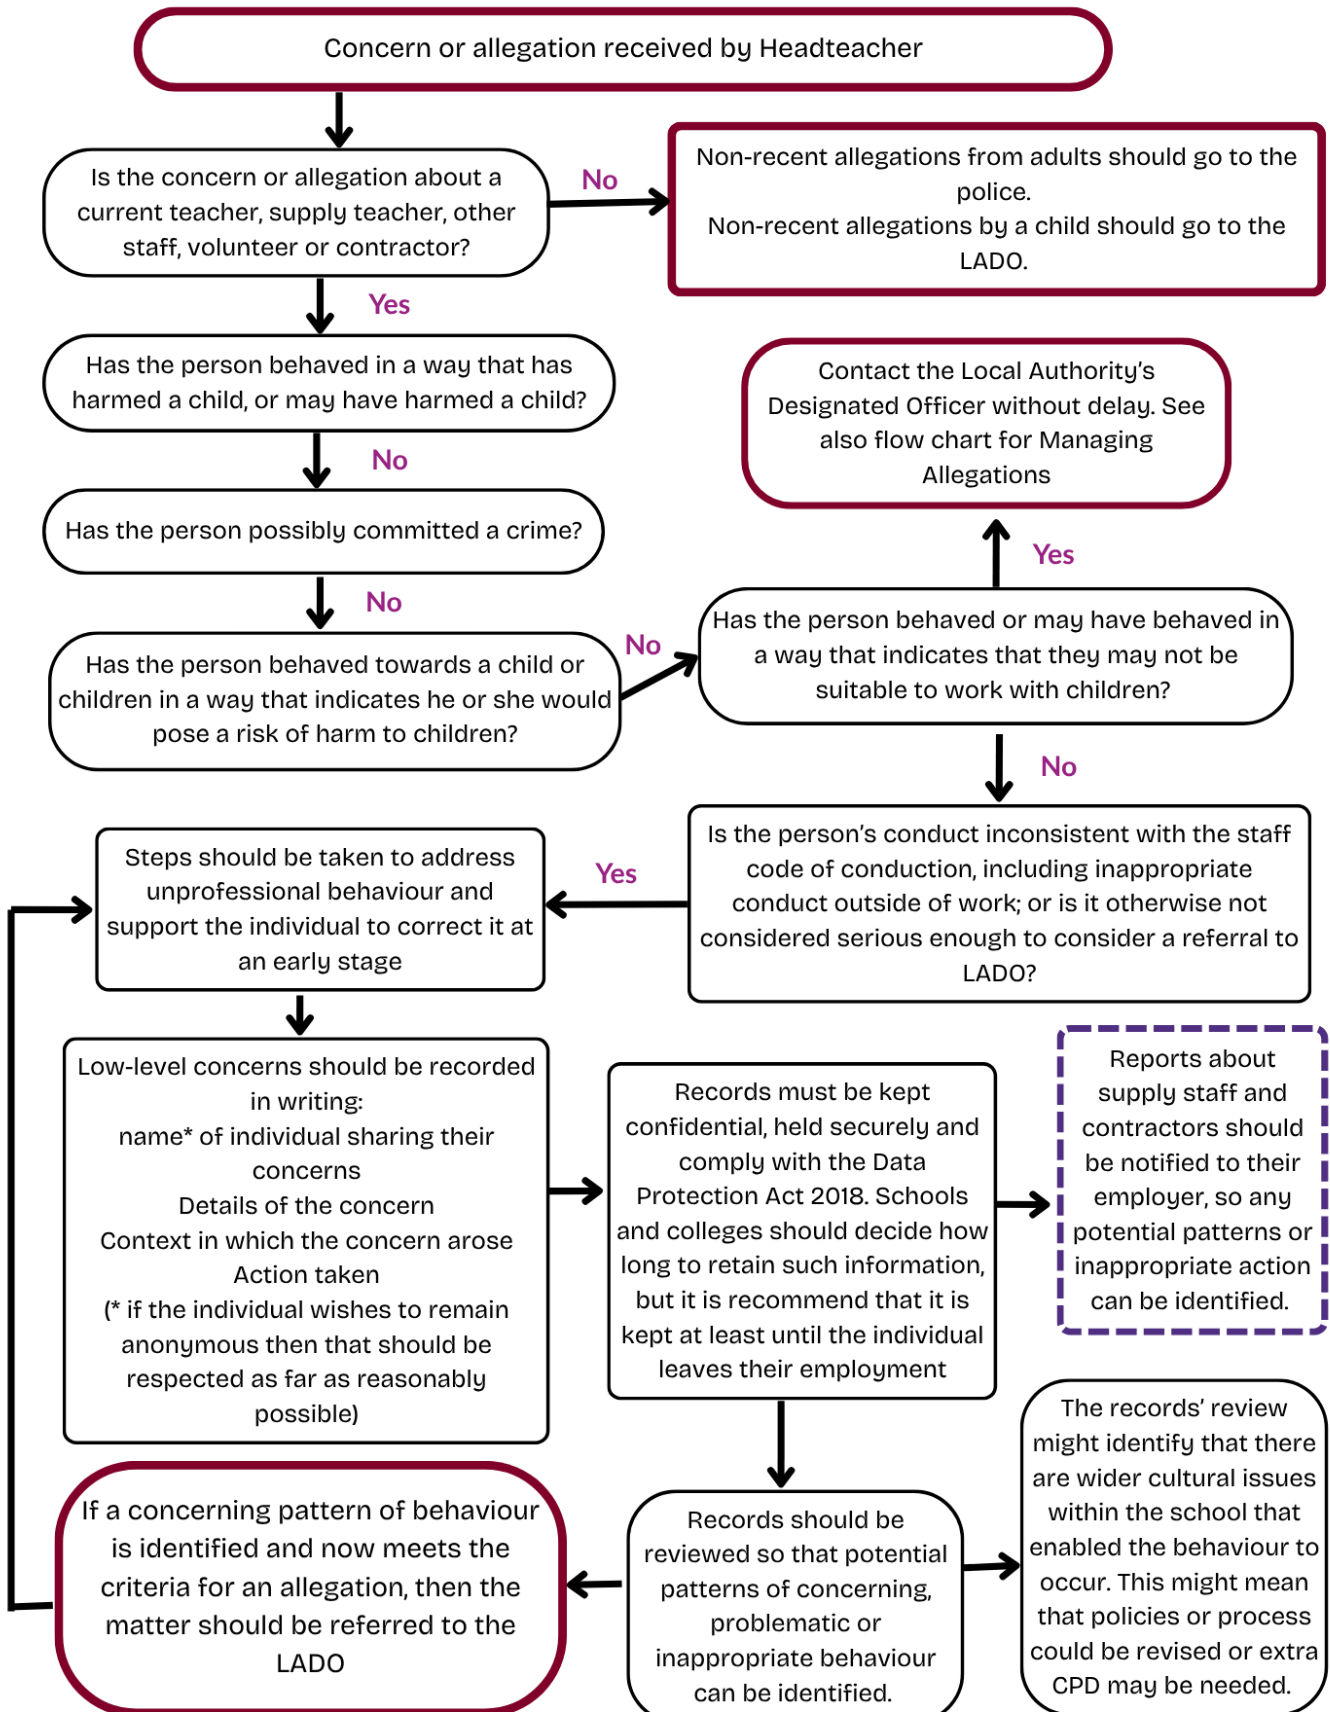 Concern or allegation received by Headteacher
Is the concern or allegation about a
current teacher, supply teacher, other
staff, volunteer or contractor?
No
Non-recent allegations from adults should go to the
police.
Non-recent allegations by a child should go to the
LADO.
Yes
Has the person behaved in a way that has
harmed a child, or may have harmed a child?
Contact the Local Authority's
Designated Officer without delay. See
also flow chart for Managing
Allegations
No
Has the person possibly committed a crime?
Yes
No
Has the person behaved towards a child or
children in a way that indicates he or she would
pose a risk of harm to children?
No
Has the person behaved or may have behaved in
a way that indicates that they may not be
suitable to work with children?
No
Is the person's conduct inconsistent with the staff
code of conduction, including inappropriate
conduct outside of work; or is it otherwise not
considered serious enough to consider a referral to
LADO?
Yes
Steps should be taken to address
unprofessional behaviour and
support the individual to correct it at
an early stage
Low-level concerns should be recorded
in writing:
name* of individual sharing their
concerns
Details of the concern
Context in which the concern arose
Action taken
(* if the individual wishes to remain
anonymous then that should be
respected as far as reasonably
possible)
Records must be kept
confidential, held securely and
comply with the Data
Protection Act 2018. Schools
and colleges should decide how
long to retain such information,
but it is recommend that it is
kept at least until the individual
leaves their employment
Reports about
supply staff and
contractors should
be notified to their
employer, so any
potential patterns or
inappropriate action
can be identified.
If a concerning pattern of behaviour
is identified and now meets the
criteria for an allegation, then the
matter should be referred to the
LADO
Records should be
reviewed so that potential
patterns of concerning,
problematic or
inappropriate behaviour
can be identified.
The records' review
might identify that there
are wider cultural issues
within the school that
enabled the behaviour to
occur. This might mean
that policies or process
could be revised or extra
CPD may be needed.